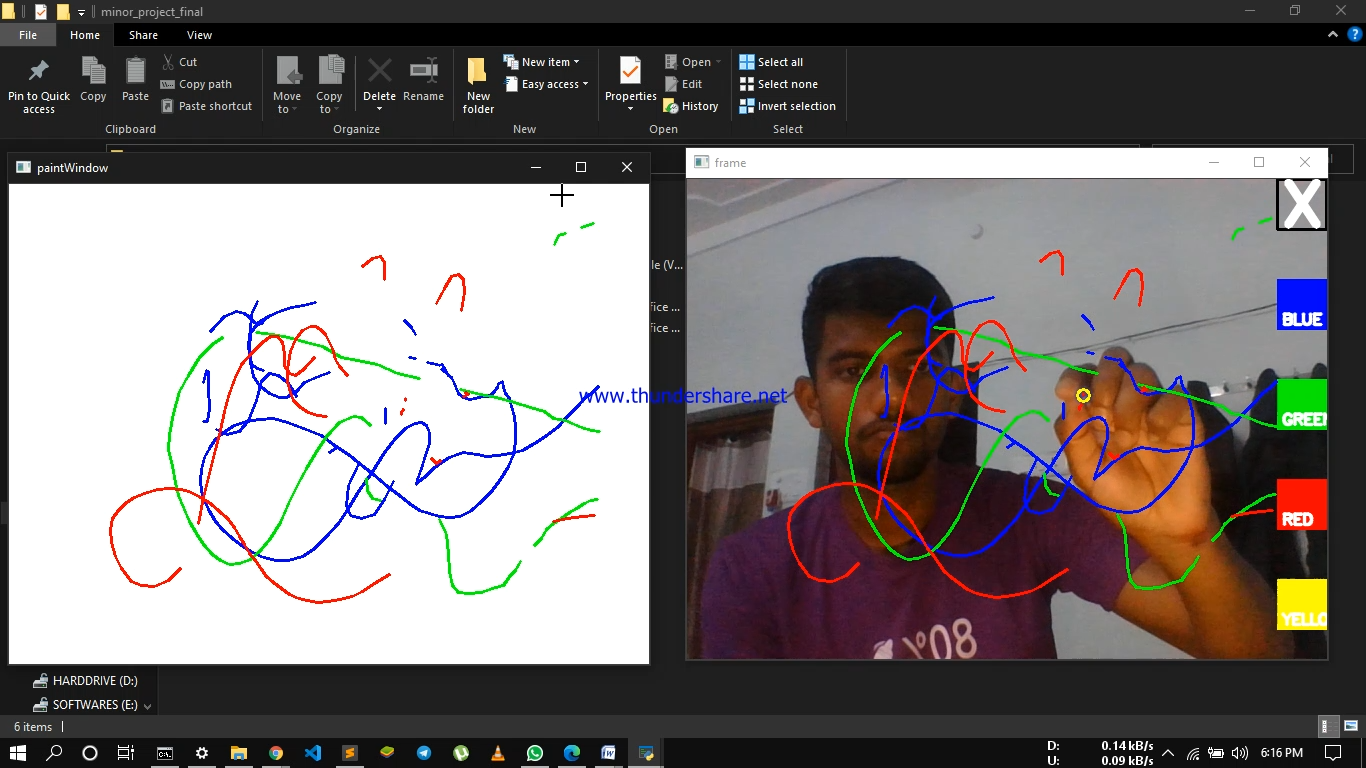 minor_project_final
File Home Share View
Pin to Quick access
Copy
Paste
Cut
Copy path
Paste shortcut
Move to
Copy to
Delete
Rename
New folder
New item
Easy access
Properties
Open
Edit
History
Select all
Select none
Invert selection
Clipboard Organize New Open Select
paintWindow
frame
le (V...
ffice ...
ffice ...
X
BLUE
GREEN
RED
YELLO
www.thundershare.net
HARDDRIVE (D:)
SOFTWARES (E:)
6 items
D: 0.14 kB/s
U: 0.09 kB/s
6:16 PM